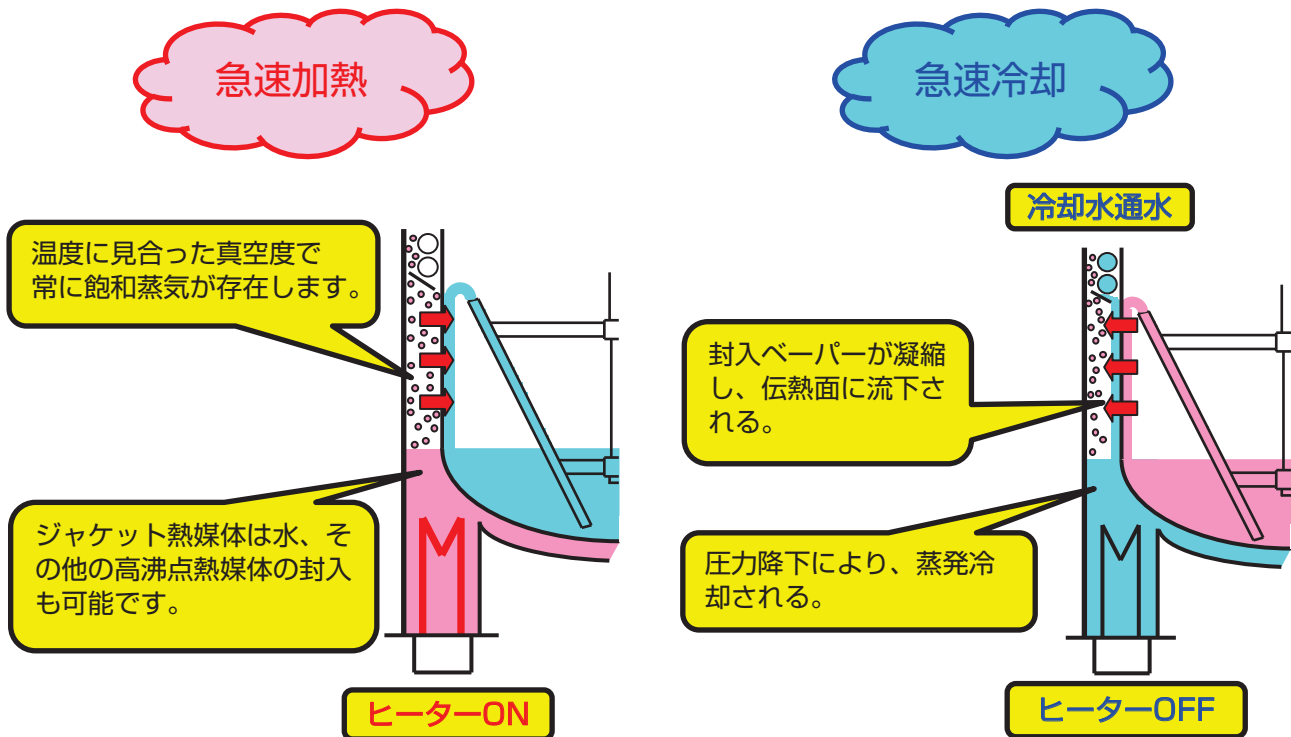 急速加熱
温度に見合った真空度で
常に飽和蒸気が存在します。
ジャケット熱媒体は水、そ
の他の高沸点熱媒体の封入
も可能です。
ヒーターON
急速冷却
冷却水通水
封入ベーパーが凝縮
し、伝熱面に流下さ
れる。
圧力降下により、蒸発冷
却される。
ヒーターOFF